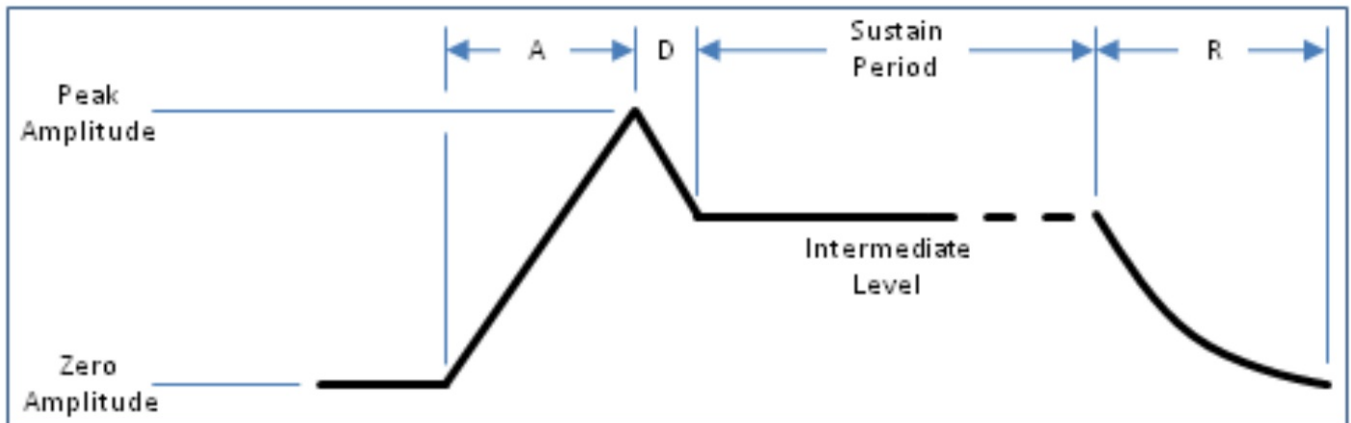 A
D
Sustain
Period
R
Peak
Amplitude
Intermediate
Level
Zero
Amplitude